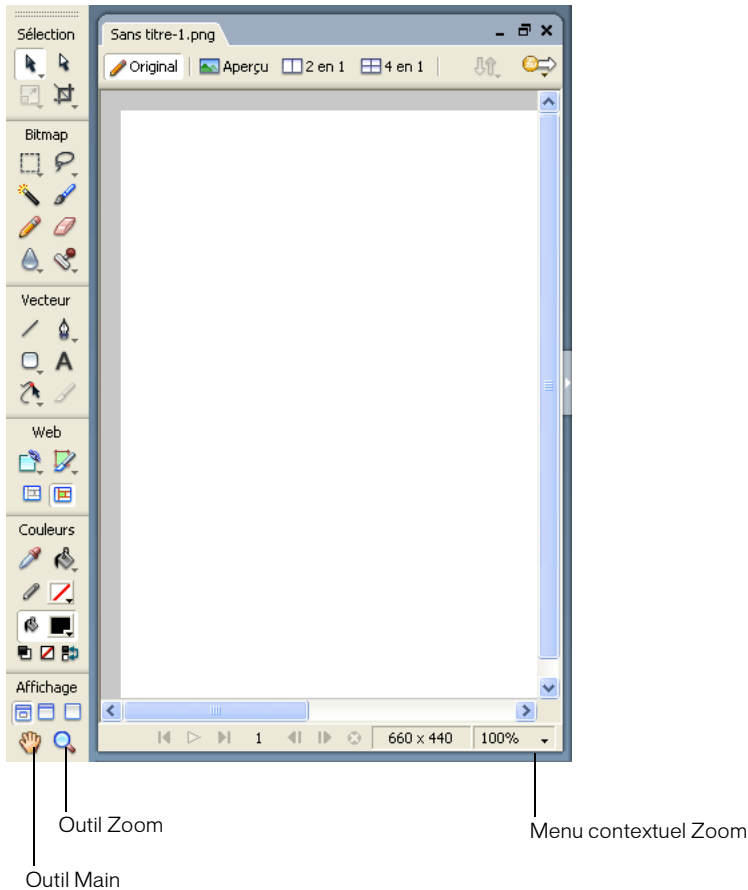 Sélection
Sans titre-1.png
Original
Aperçu
2 en 1
4 en 1
Bitmap
Vecteur
A
Web
Couleurs
Affichage
1
660 x 440
100%
Outil Zoom
Menu contextuel Zoom
Outil Main